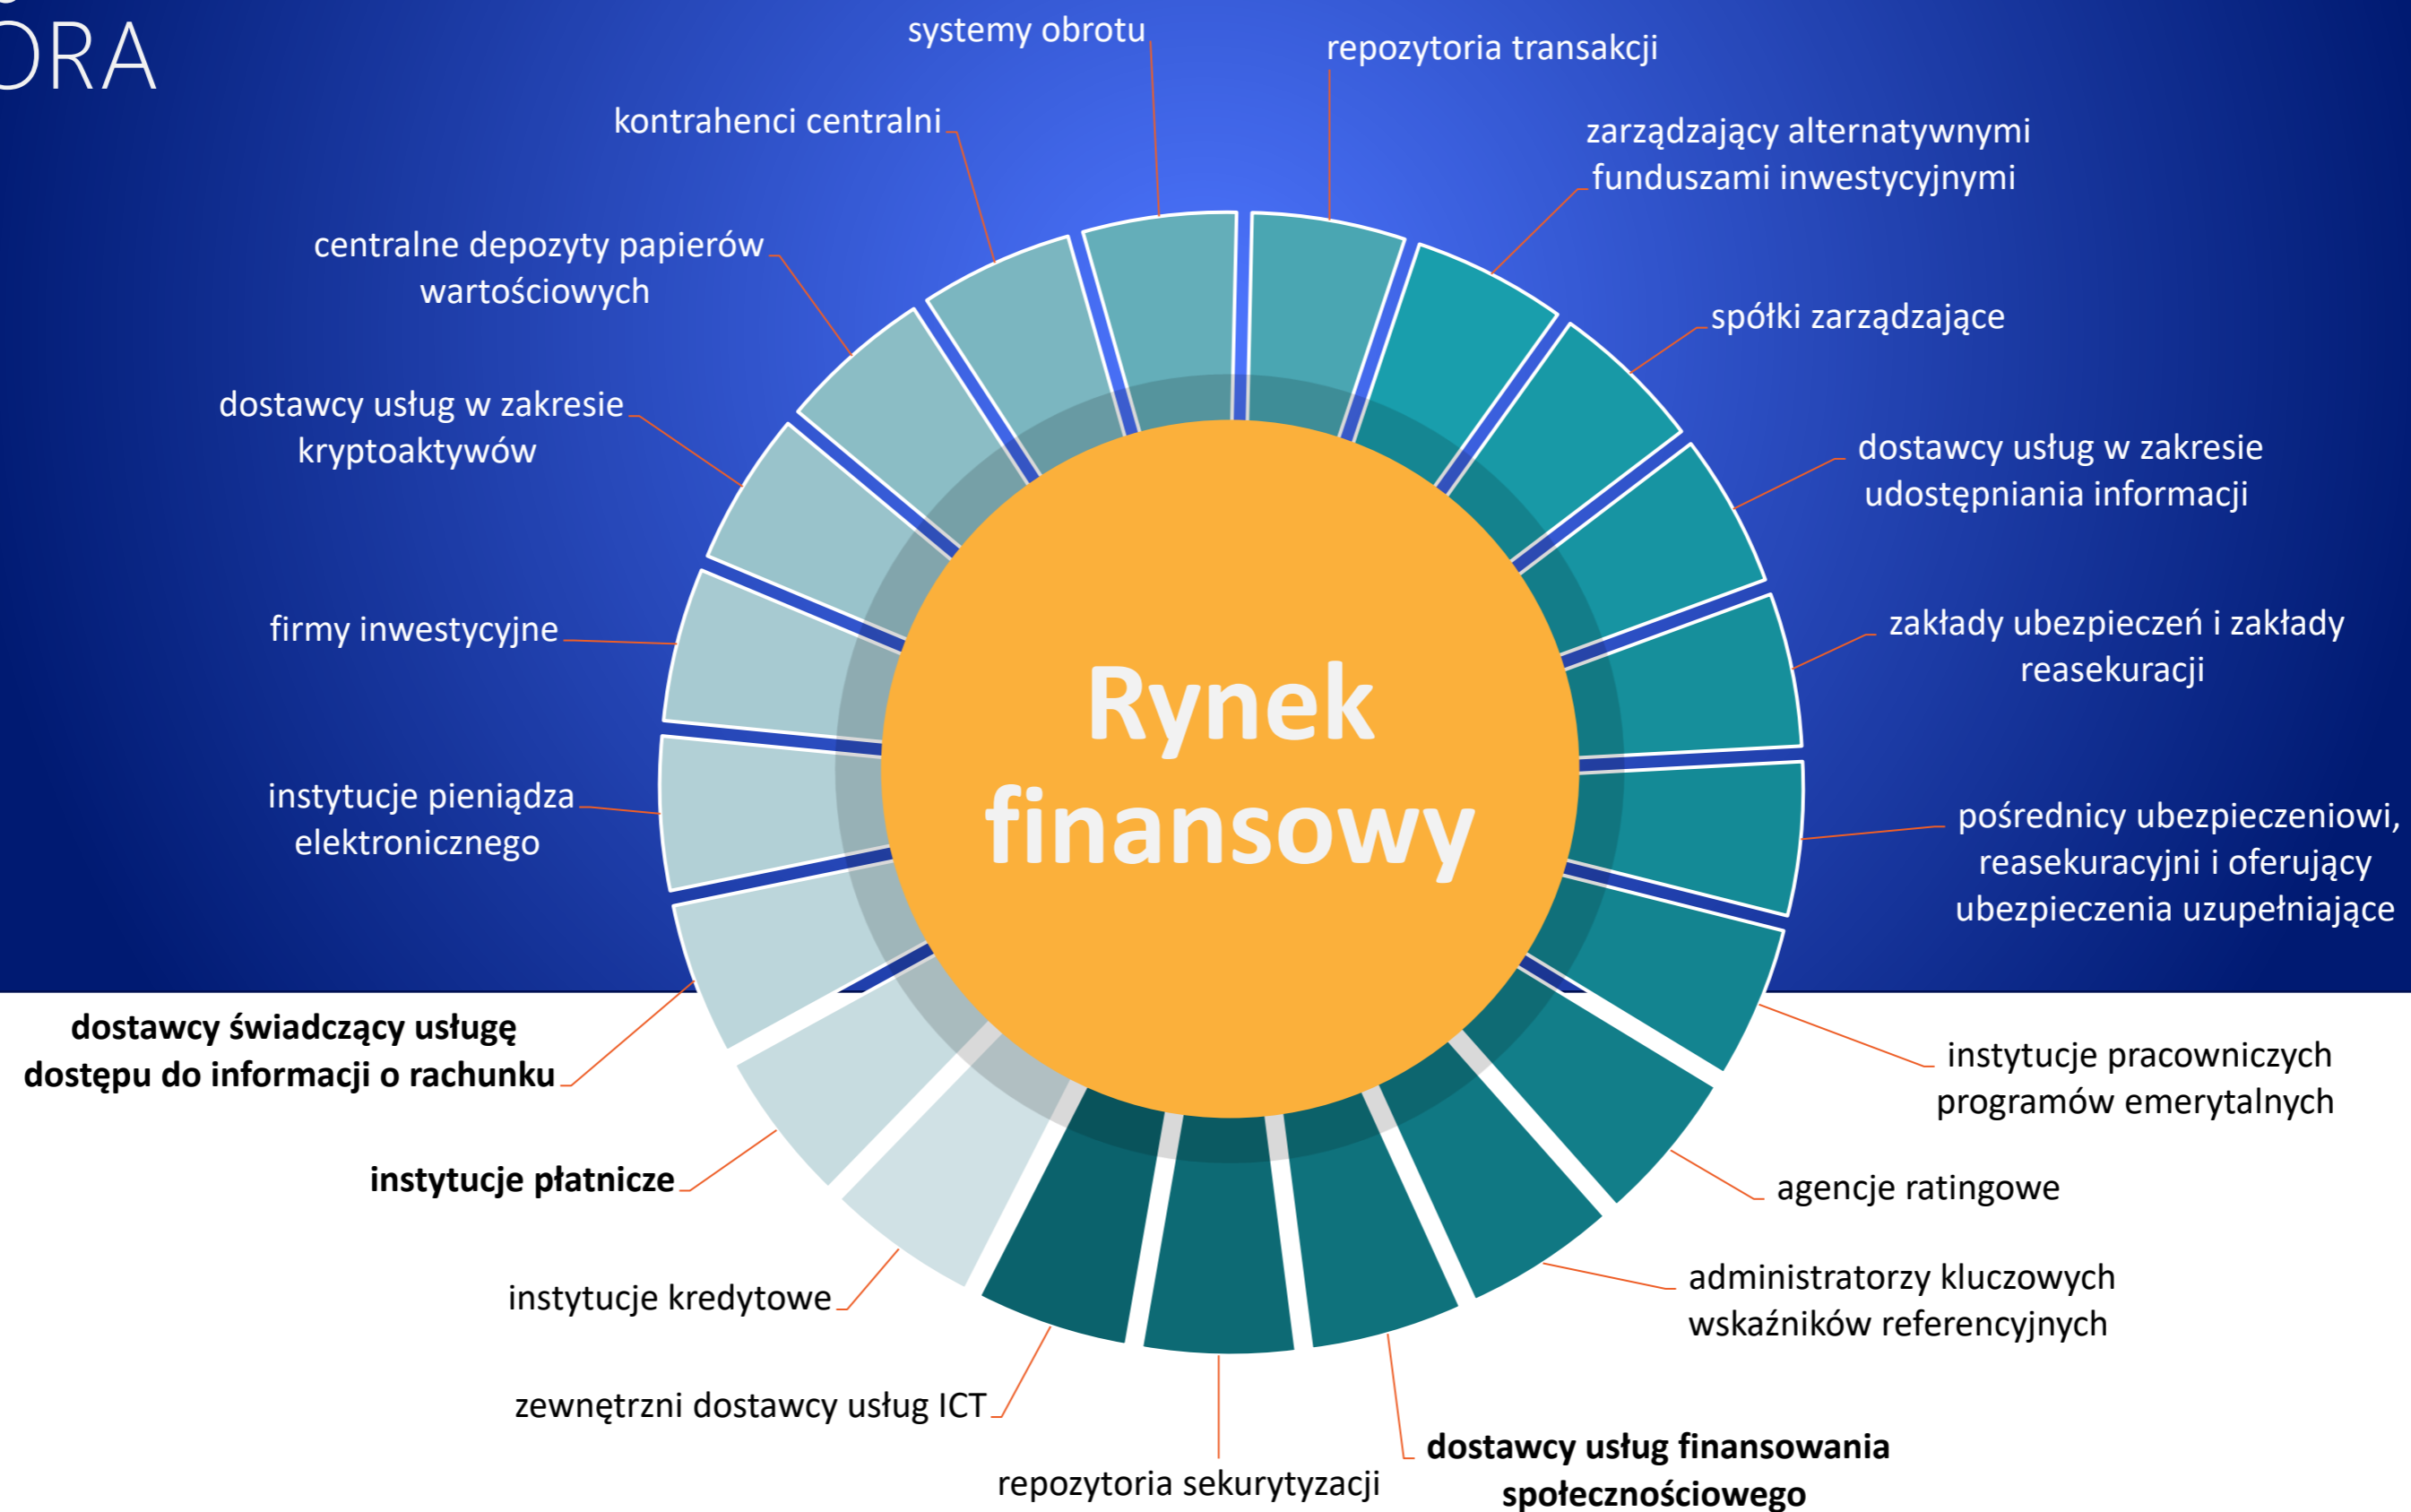 ORA
systemy obrotu
repozytoria transakcji
kontrahenci centralni
zarządzający alternatywnymi
funduszami inwestycyjnymi
centralne depozyty papierów
wartościowych
spółki zarządzające
dostawcy usług w zakresie
kryptoaktywów
dostawcy usług w zakresie
udostępniania informacji
firmy inwestycyjne
zakłady ubezpieczeń i zakłady
reasekuracji
Rynek
finansowy
instytucje pieniądza
elektronicznego
pośrednicy ubezpieczeniowi,
reasekuracyjni i oferujący
ubezpieczenia uzupełniające
dostawcy świadczący usługę
dostępu do informacji o rachunku
instytucje pracowniczych
programów emerytalnych
instytucje płatnicze
agencje ratingowe
instytucje kredytowe
administratorzy kluczowych
wskaźników referencyjnych
zewnętrzni dostawcy usług ICT
repozytoria sekurytyzacji
dostawcy usług finansowania
społecznościowego